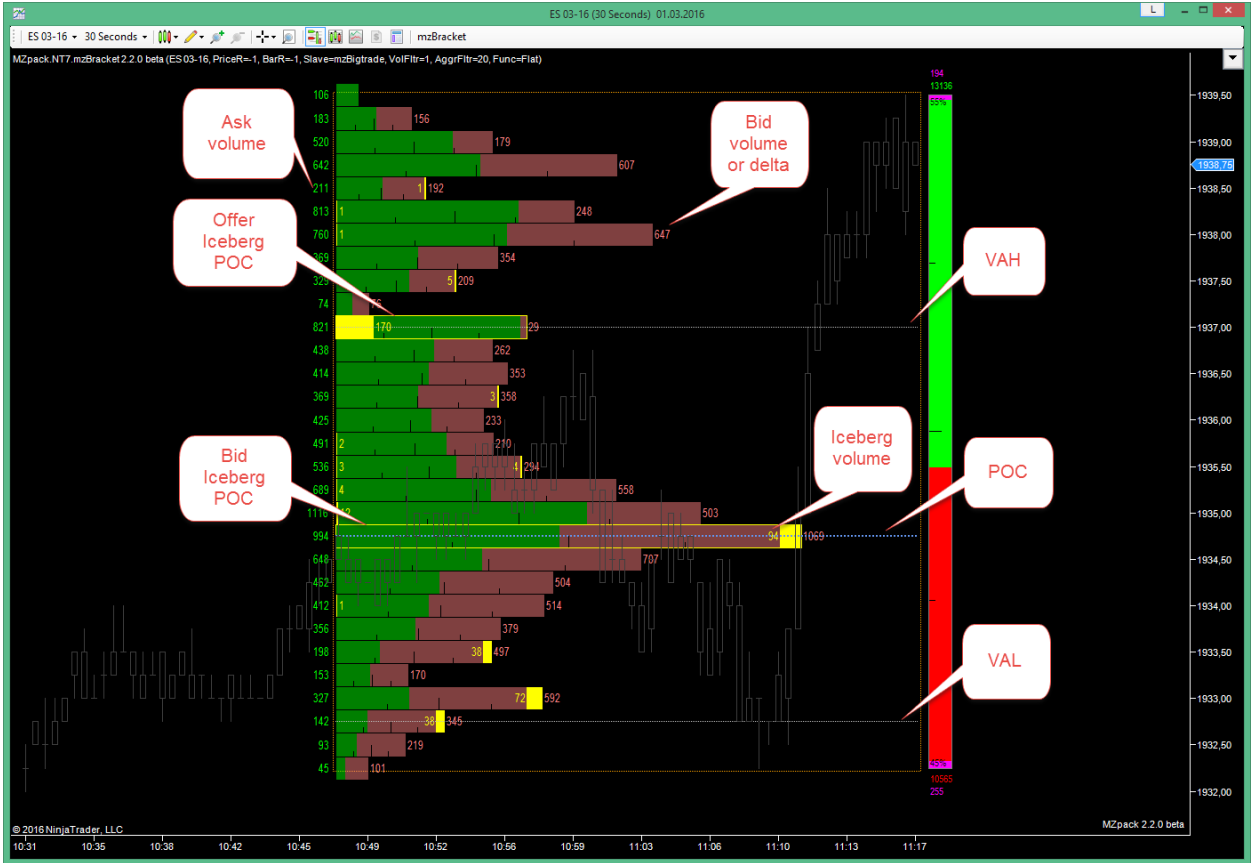 ES 03-16 (30 Seconds) 01.03.2016
L
ES 03-16
30 Seconds
mzBracket
MZpack.NT7.mzBracket 2.2.0 beta (ES 03-16, PriceR=-1, BarR=-1, Slave=mzBigtrade, VolFltr=1, AggrFltr=20, Func=Flat)
194
13136
55%
106
183 156
520 179
642 607
211 1 192
813 1 248
760 1 647
369 354
5 209
74
821 170 29
438 262
414 353
369 3 358
425 233
491 2 210
536 3 4 294
689 4 558
1116 503
994 94 1069
648 707
504
412 1 514
356 379
198 38 497
153 170
327 72 592
142 38 345
93 219
45 101
Ask
volume
Offer
Iceberg
POC
Bid
volume
or delta
VAH
Bid
Iceberg
POC
Iceberg
volume
POC
VAL
45%
10665
255
1939,50
1939,00
1938,75
1938,50
1938,00
1937,50
1937,00
1936,50
1936,00
1935,50
1935,00
1934,50
1934,00
1933,50
1933,00
1932,50
1932,00
MZpack 2.2.0 beta
© 2016 NinjaTrader, LLC
10:31 10:35 10:38 10:42 10:45 10:49 10:52 10:56 10:59 11:03 11:06 11:10 11:13 11:17